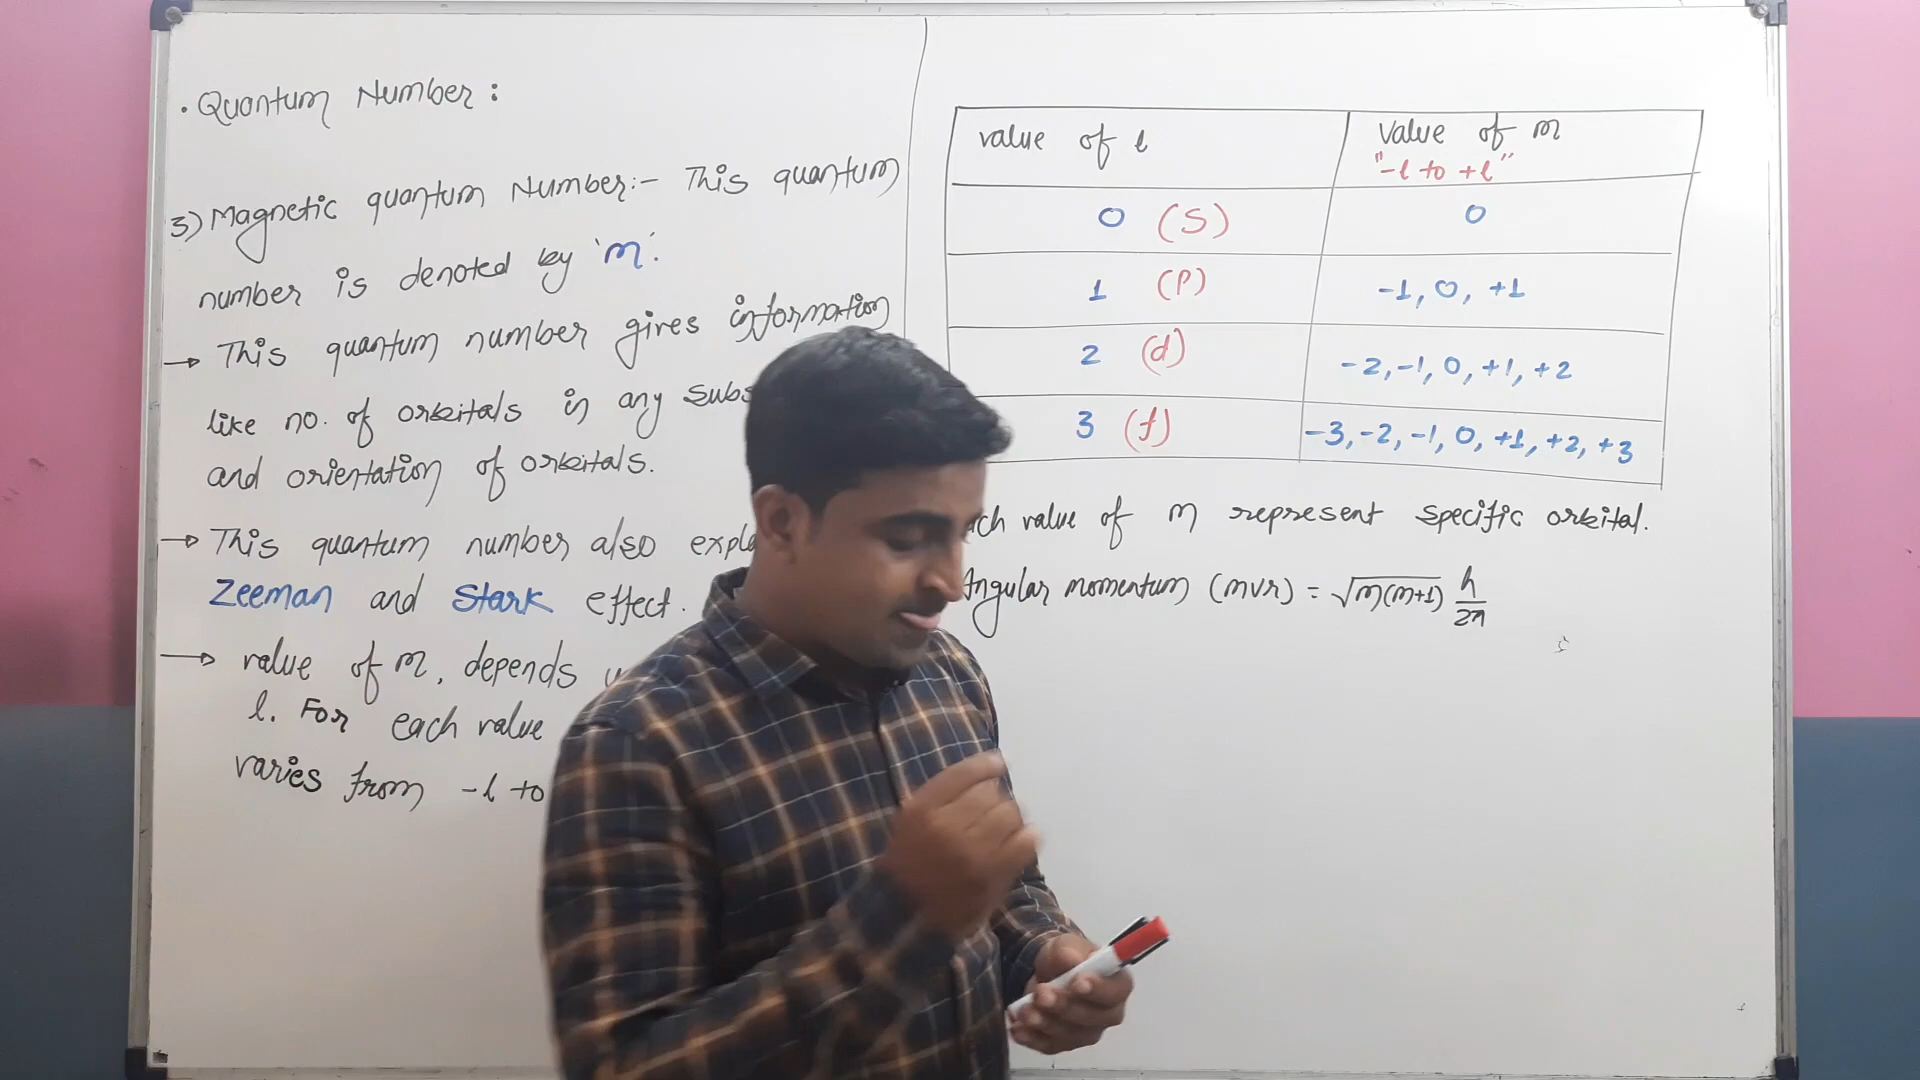 • Quantum Number :
3) Magnetic quantum Number:- This quantum
number is denoted by 'm'.
→ This quantum number gives information
like no. of orbitals in any
and orientation of orbitals.
→ This quantum number also
Zeeman and Stark effect.
→ value of m, depends
l. For each value
varies from -l to
value of l Value of m
"-l to +l"
0 (S) 0
1 (P) -1, 0, +1
2 (d) -2, -1, 0, +1, +2
3 (f) -3, -2, -1, 0, +1, +2, +3
value of m represent specific orbital.
Angular momentum (mvr) = √m(m+1) h/2π